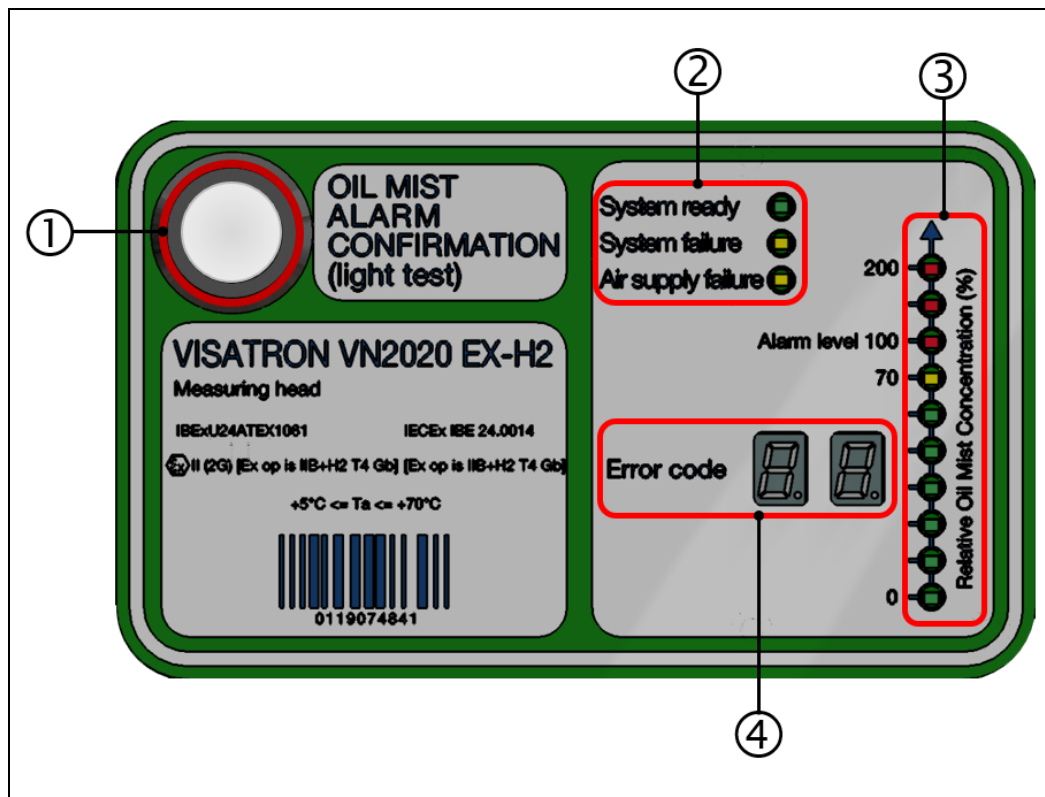 ①
②
③
④
OIL MIST
ALARM
CONFIRMATION
(light test)
VISATRON VN2020 EX-H2
Measuring head
IBExU24ATEX1061
IECEx IBE 24.0014
Ex II (2G) [Ex op is IIB+H2 T4 Gb] [Ex op is IIB+H2 T4 Gb]
+5°C <= Ta <= +70°C
0119074841
System ready
System failure
Air supply failure
Error code
8. 8.
200
Alarm level 100
70
0
Relative Oil Mist Concentration (%)